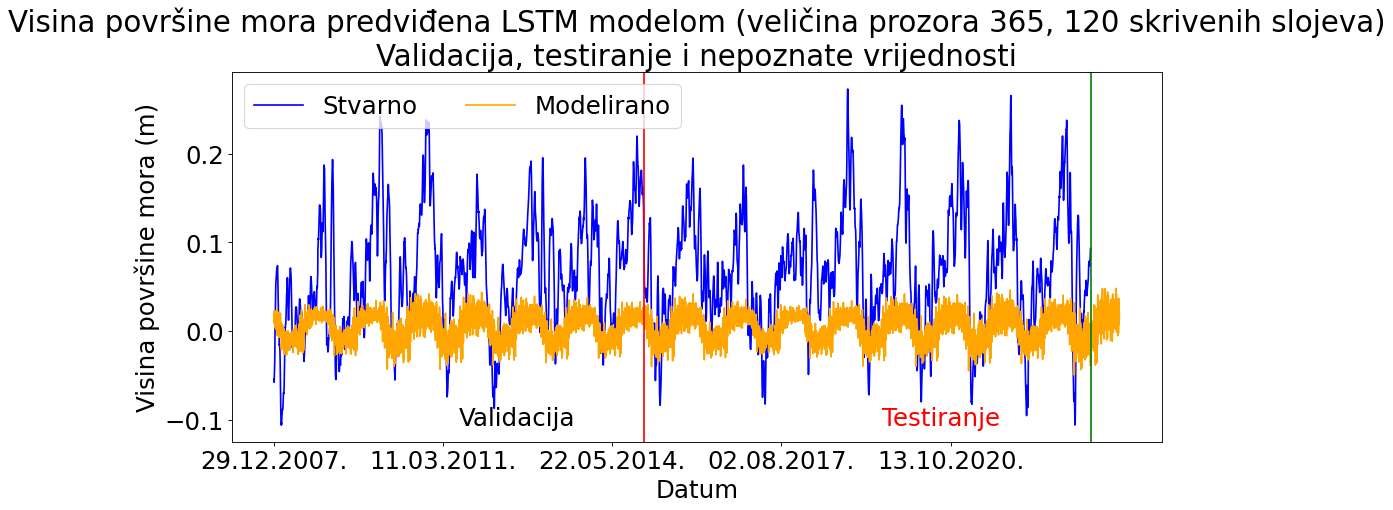 Visina površine mora predviđena LSTM modelom (veličina prozora 365, 120 skrivenih slojeva)
Validacija, testiranje i nepoznate vrijednosti
Stvarno
Modelirano
Visina površine mora (m)
0.2
0.1
0.0
−0.1
Validacija
Testiranje
29.12.2007.
11.03.2011.
22.05.2014.
02.08.2017.
13.10.2020.
Datum